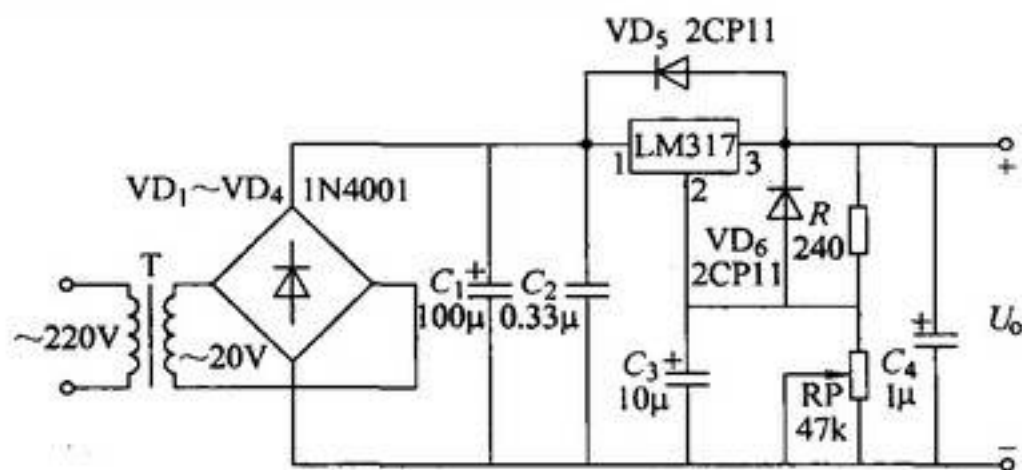 VD₅ 2CP11
LM317
1
3
2
+
VD₁~VD₄ 1N4001
R
240
VD₆
2CP11
T
C₁
+
100μ
C₂
0.33μ
~220V
~20V
C₃
+
10μ
RP
47k
+
C₄
1μ
U₀
−